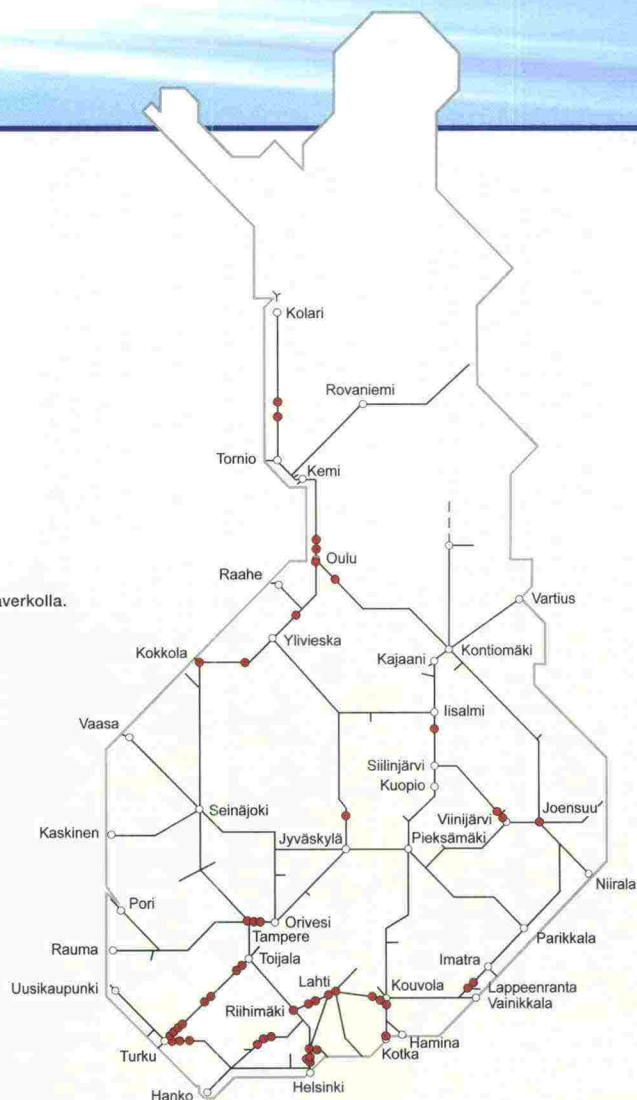 Kolari
Rovaniemi
Tornio
Kemi
Oulu
Raahe
averkolla.
Vartius
Ylivieska
Kokkola
Kontiomäki
Kajaani
Iisalmi
Vaasa
Siilinjärvi
Kuopio
Seinäjoki
Viinijärvi
Joensuu
Kaskinen
Jyväskylä
Pieksämäki
Niirala
Pori
Orivesi
Tampere
Parikkala
Rauma
Toijala
Imatra
Lahti
Kouvola
Lappeenranta
Uusikaupunki
Vainikkala
Riihimäki
Hamina
Turku
Kotka
Helsinki
Hanko